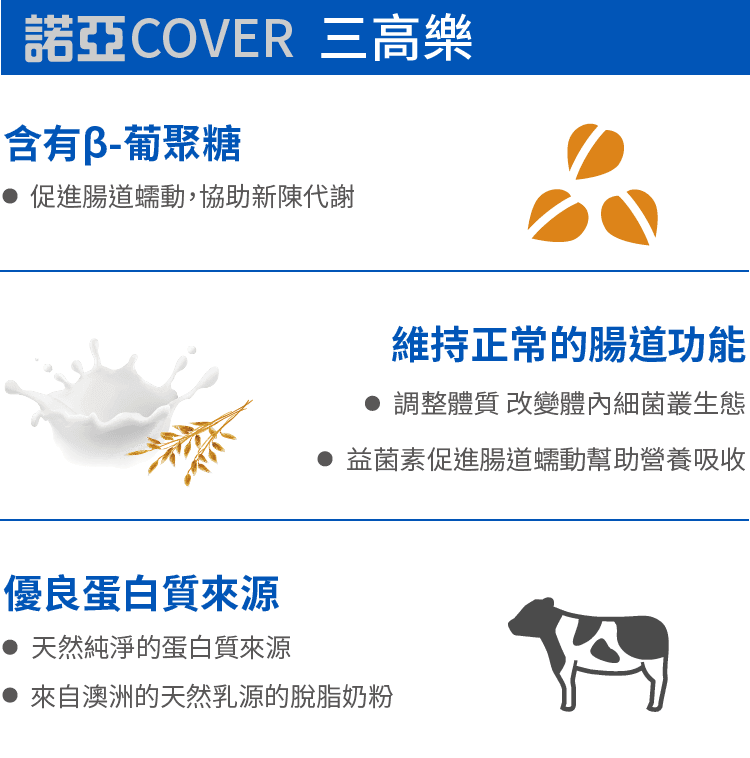 諾亞COVER 三高樂
含有β-葡聚糖
● 促進腸道蠕動，協助新陳代謝
維持正常的腸道功能
● 調整體質 改變體內細菌叢生態
● 益菌素促進腸道蠕動幫助營養吸收
優良蛋白質來源
● 天然純淨的蛋白質來源
● 來自澳洲的天然乳源的脫脂奶粉